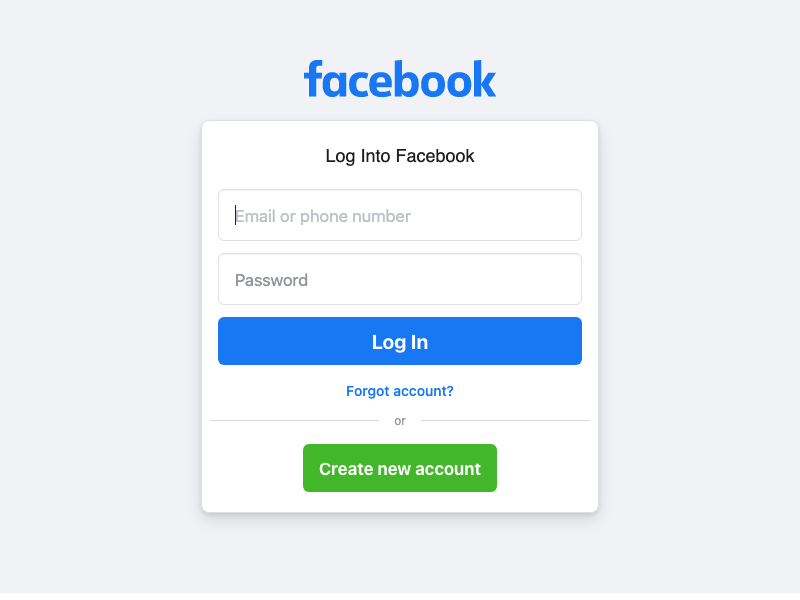 facebook
Log Into Facebook
Email or phone number
Password
Log In
Forgot account?
or
Create new account